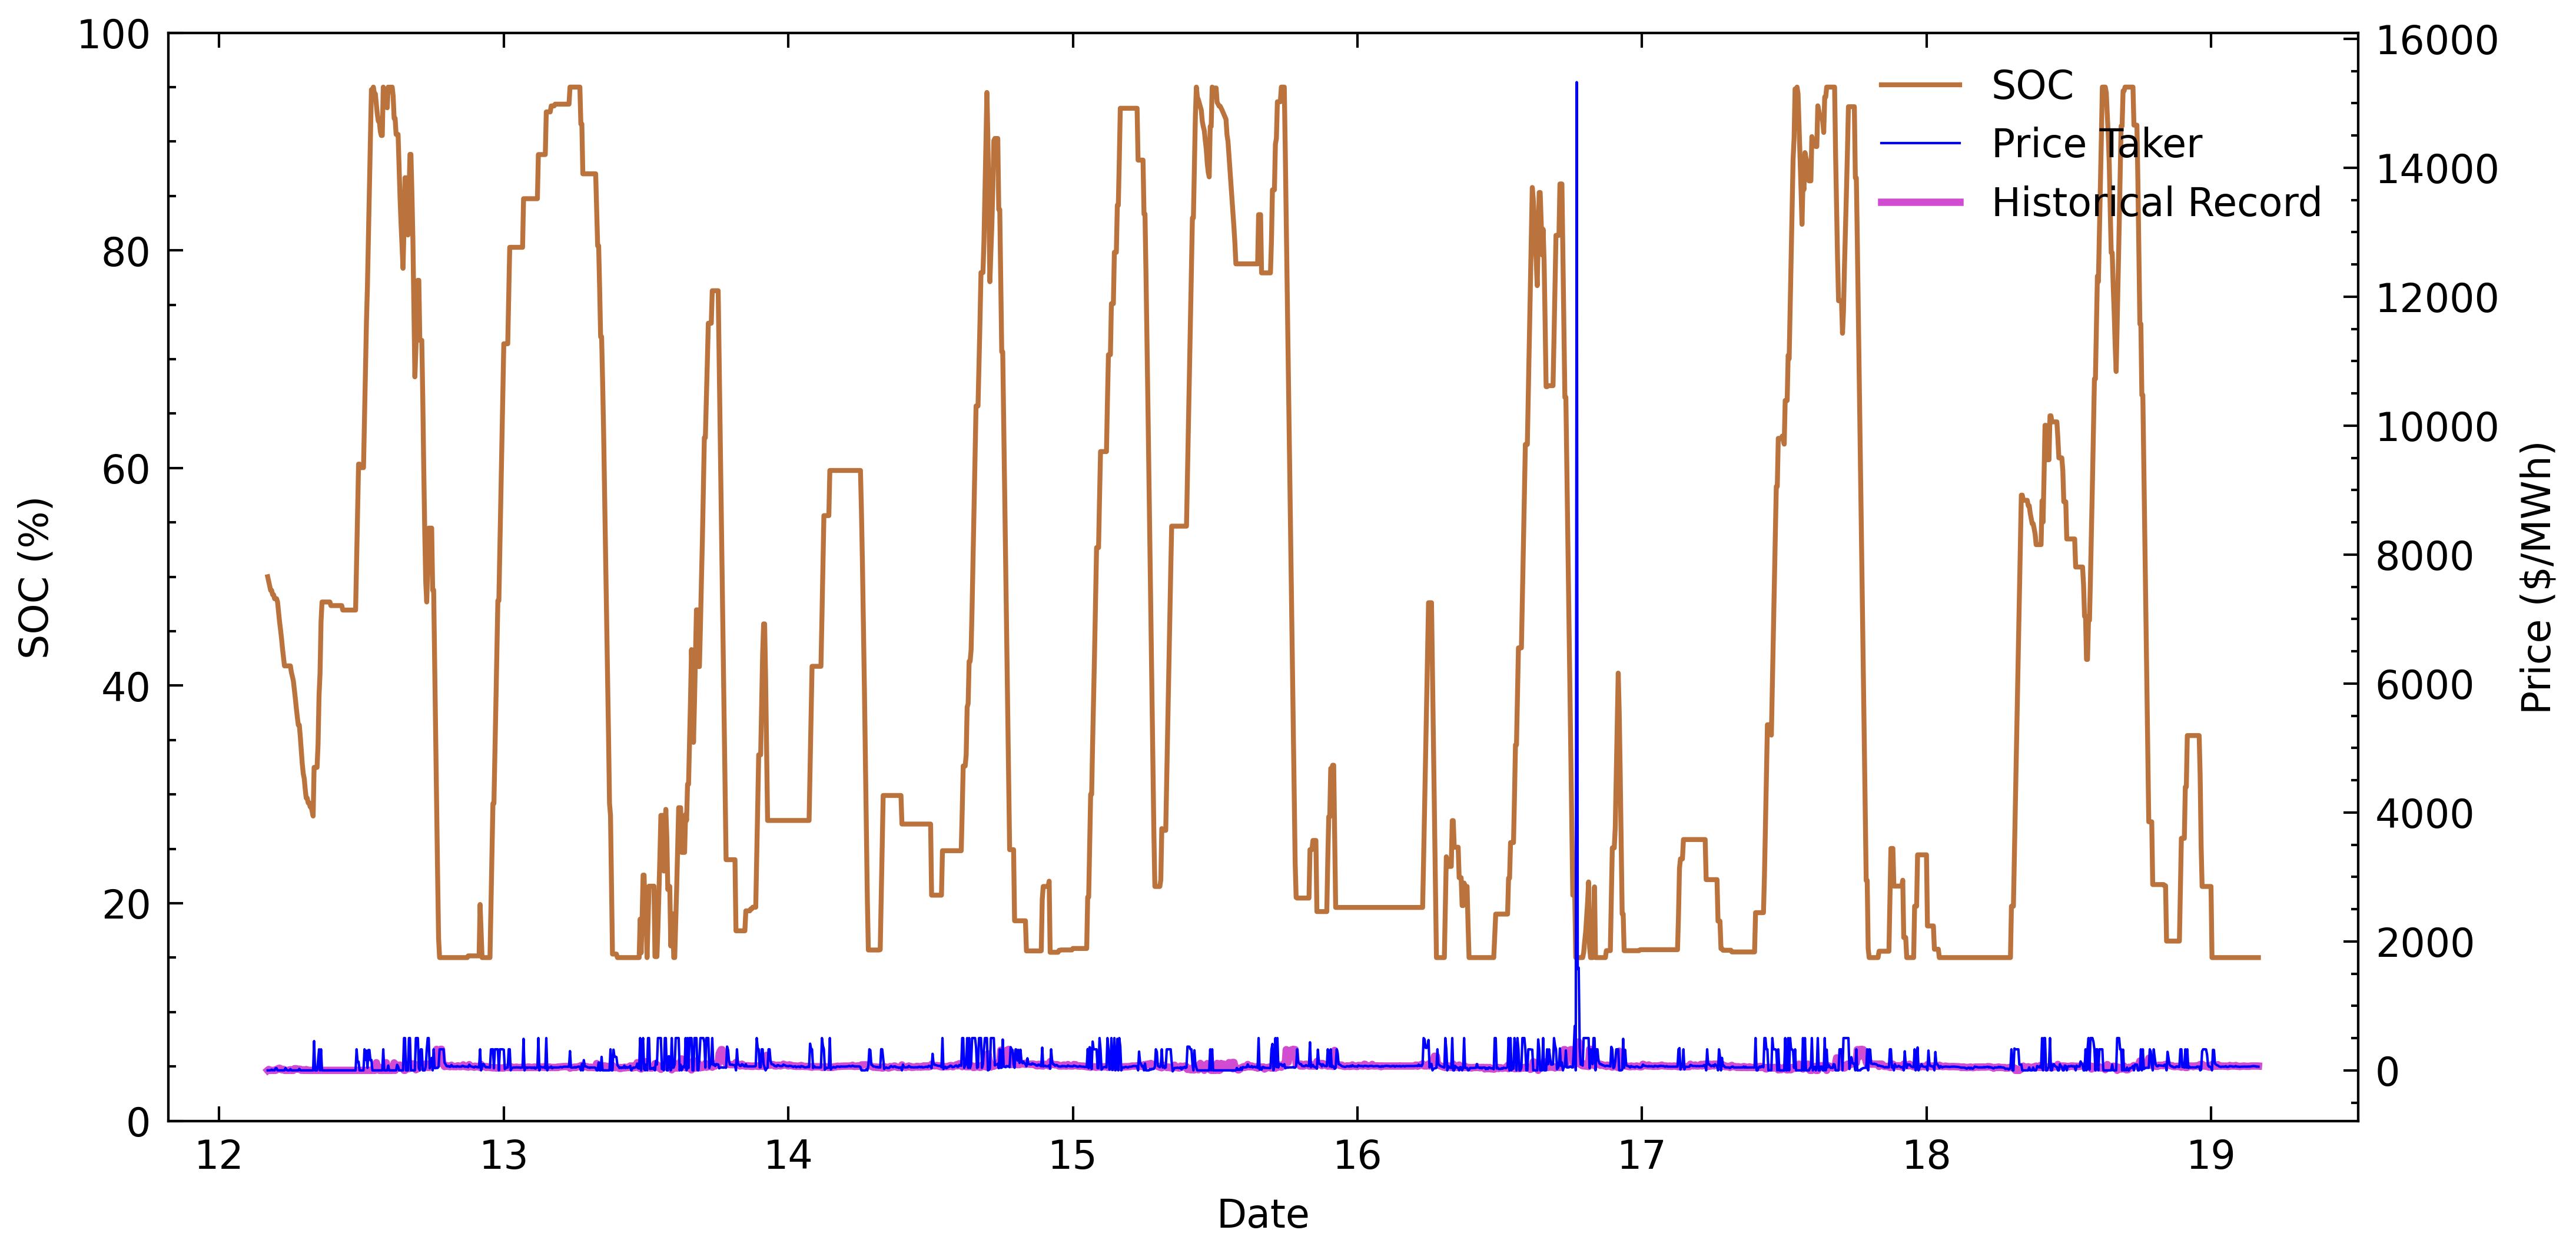 100
80
60
40
20
0
SOC (%)
16000
14000
12000
10000
8000
6000
4000
2000
0
Price ($/MWh)
SOC
Price Taker
Historical Record
12 13 14 15 16 17 18 19
Date